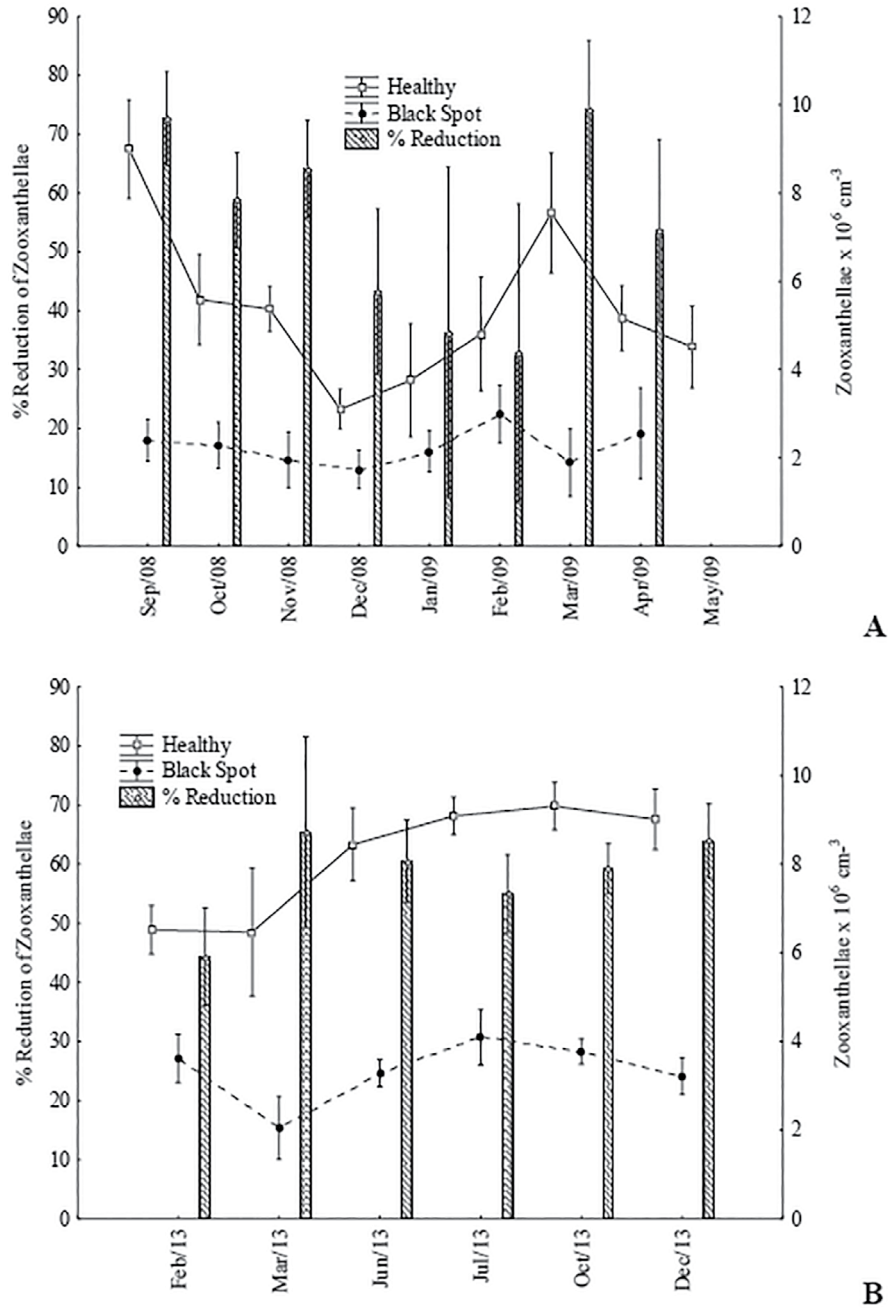 90
80
70
60
50
40
30
20
10
0
% Reduction of Zooxanthellae
Healthy
Black Spot
% Reduction
12
10
8
6
4
2
0
Zooxanthellae x 10⁶ cm⁻³
Sep/08
Oct/08
Nov/08
Dec/08
Jan/09
Feb/09
Mar/09
Apr/09
May/09
A
90
80
70
60
50
40
30
20
10
0
% Redution of Zooxanthellae
Healthy
Black Spot
% Reduction
12
10
8
6
4
2
0
Zooxanthellae x 10⁶ cm-³
Feb/13
Mar/13
Jun/13
Jul/13
Oct/13
Dec/13
B